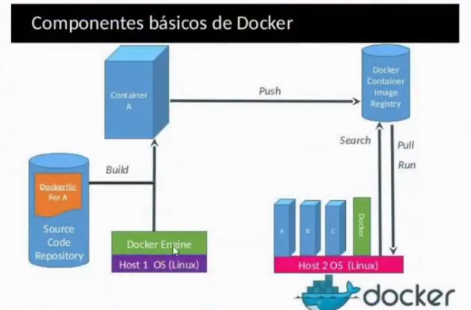 Componentes básicos de Docker
Container
A
Push
Docker
Container
Image
Registry
Search
Pull
Run
Build
Dockerfile
For A
Source
Code
Repository
Docker Engine
Host 1 OS (Linux)
A
B
C
Docker
Host 2 OS (Linux)
docker